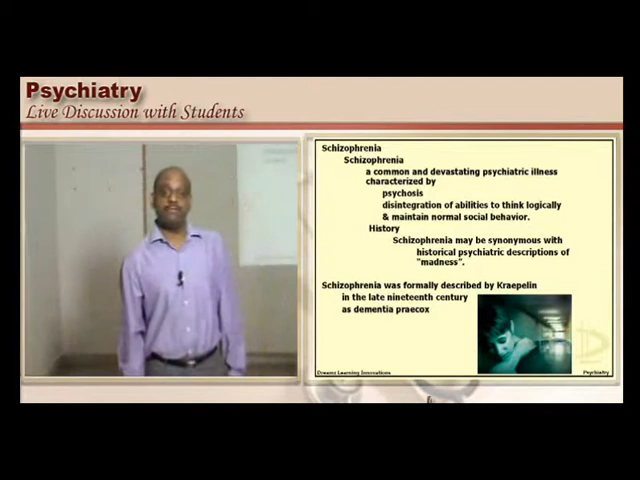 Psychiatry
Live Discussion with Students
Schizophrenia
Schizophrenia
a common and devastating psychiatric illness
characterized by
psychosis
disintegration of abilities to think logically
& maintain normal social behavior.
History
Schizophrenia may be synonymous with
historical psychiatric descriptions of
"madness".
Schizophrenia was formally described by Kraepelin
in the late nineteenth century
as dementia praecox
Dreams Learning Innovations
Psychiatry